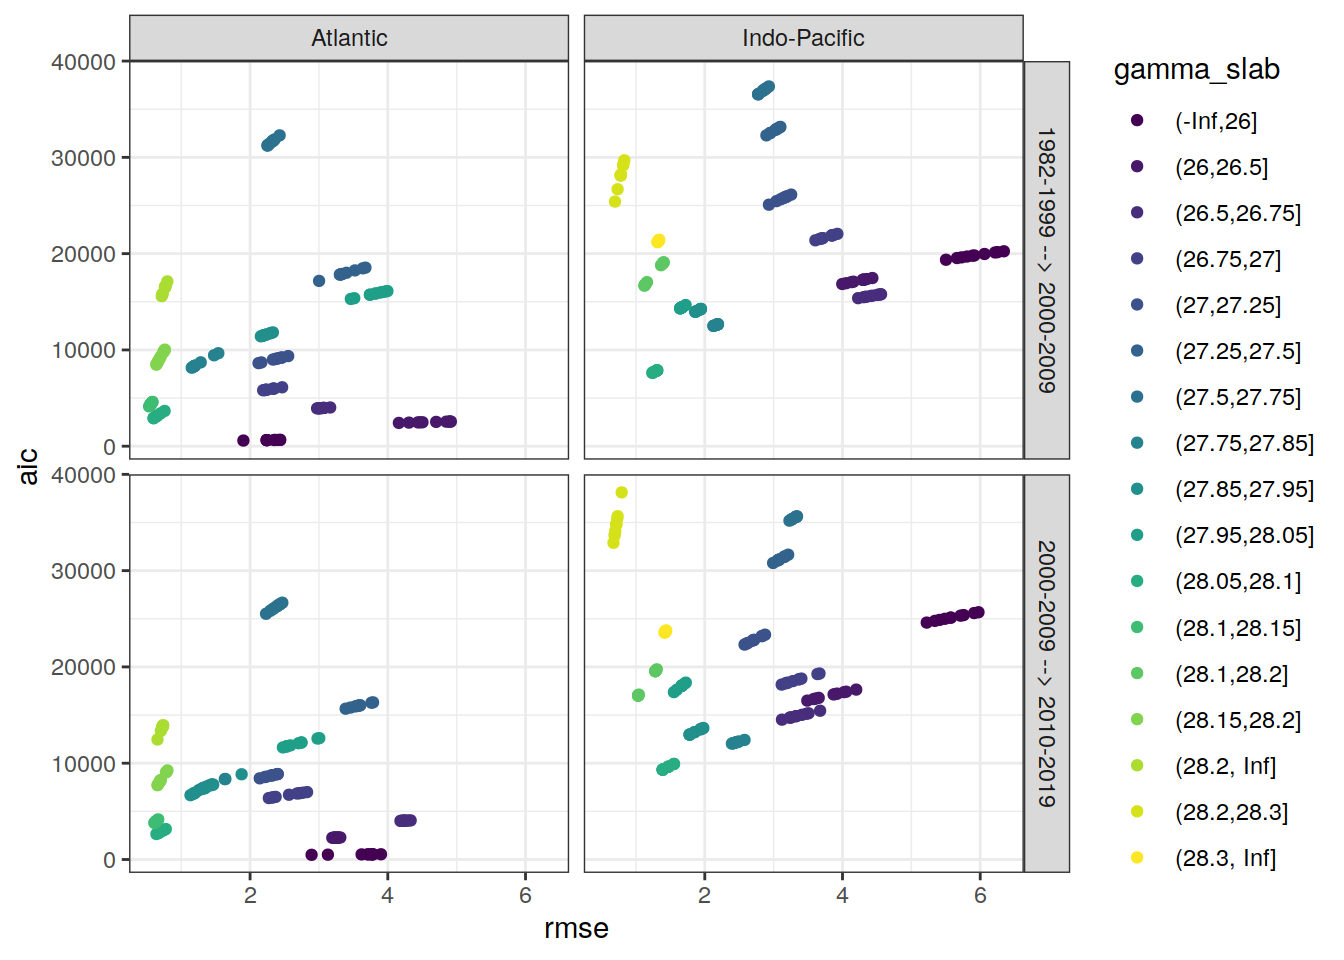 Atlantic
Indo-Pacific
gamma_slab
40000
30000
20000
10000
0
1982-1999 --> 2000-2009
(-Inf,26]
(26,26.5]
(26.5,26.75]
(26.75,27]
(27,27.25]
(27.25,27.5]
(27.5,27.75]
(27.75,27.85]
(27.85,27.95]
(27.95,28.05]
(28.05,28.1]
(28.1,28.15]
(28.1,28.2]
(28.15,28.2]
(28.2, Inf]
(28.2,28.3]
(28.3, Inf]
aic
40000
30000
20000
10000
0
2000-2009 --> 2010-2019
2 4 6
2 4 6
rmse